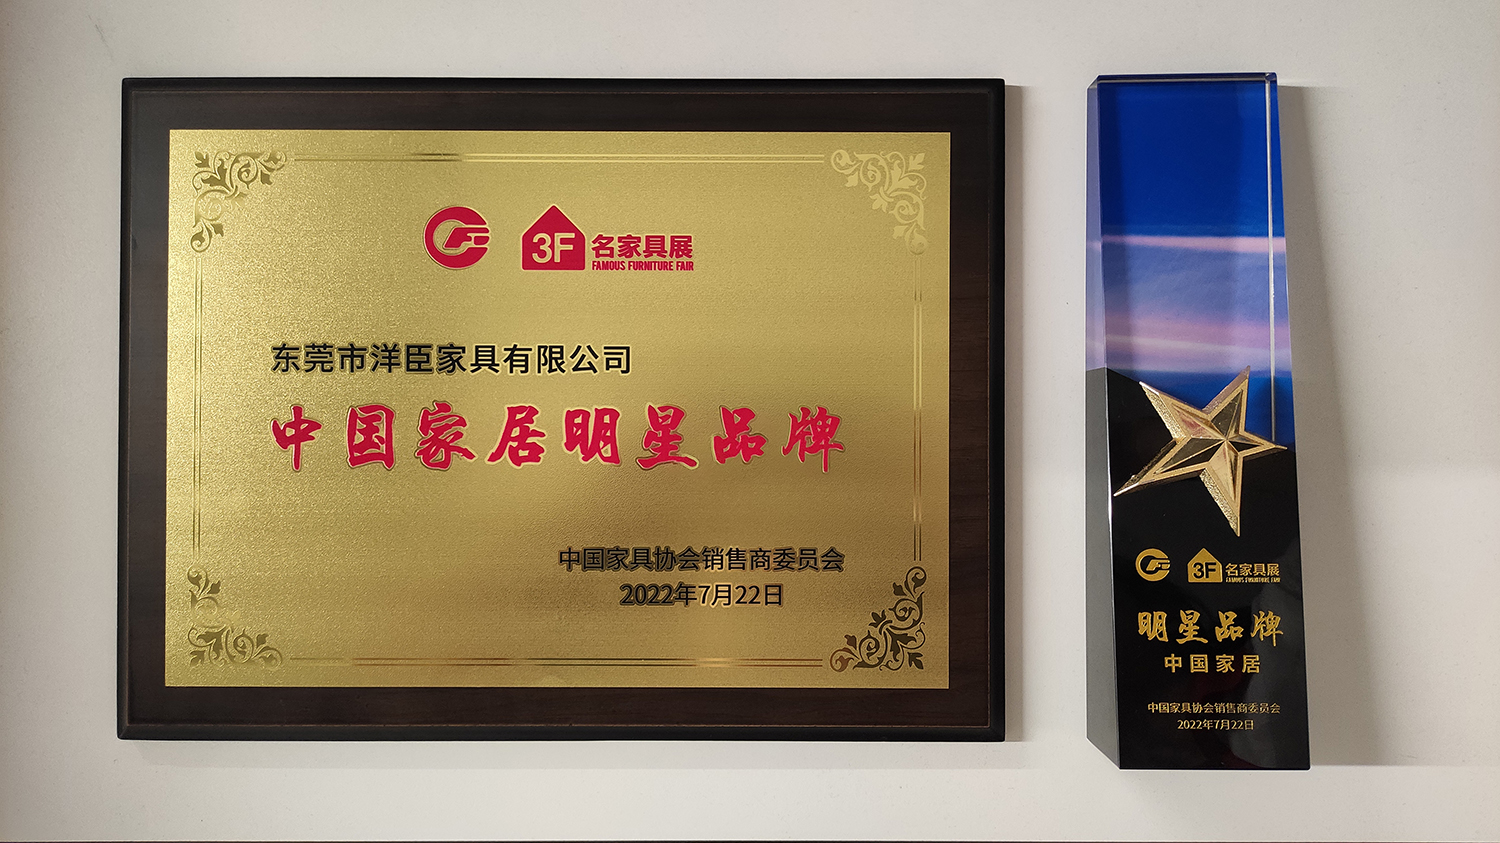 3F 名家具展
FAMOUS FURNITURE FAIR
东莞市洋臣家具有限公司
中国家居明星品牌
中国家具协会销售商委员会
2022年7月22日
3F 名家具展
FAMOUS FURNITURE FAIR
明星品牌
中国家居
中国家具协会销售商委员会
2022年7月22日